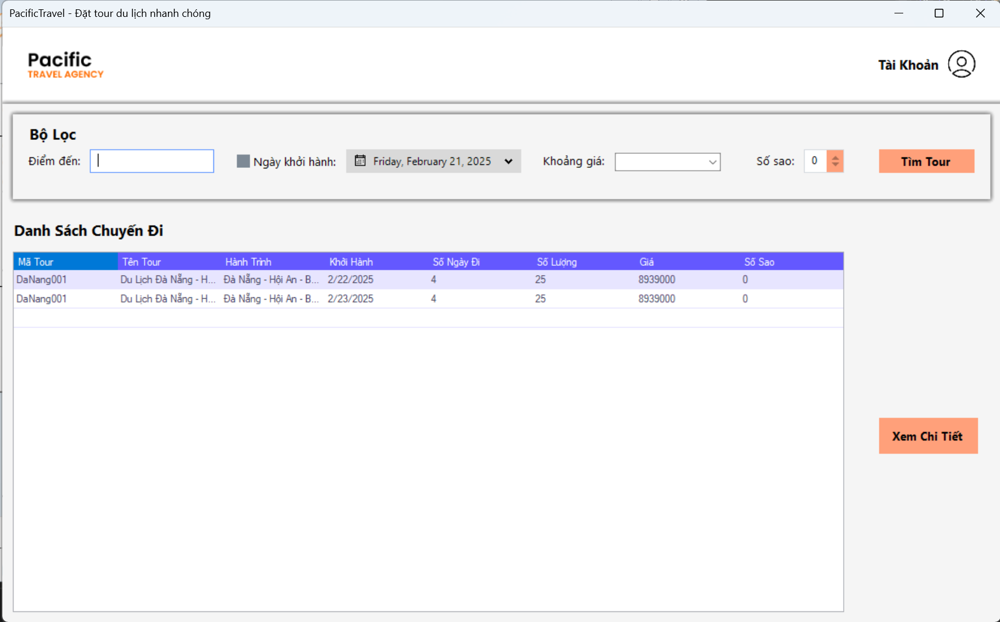 PacificTravel - Đặt tour du lịch nhanh chóng
Pacific
TRAVEL AGENCY
Tài Khoản
Bộ Lọc
Điểm đến: Ngày khởi hành: Friday, February 21, 2025 Khoảng giá: Số sao: 0 Tìm Tour
Danh Sách Chuyến Đi
Mã Tour Tên Tour Hành Trình Khởi Hành Số Ngày Đi Số Lượng Giá Số Sao
DaNang001 Du Lịch Đà Nẵng - H... Đà Nẵng - Hội An - B... 2/22/2025 4 25 8939000 0
DaNang001 Du Lịch Đà Nẵng - H... Đà Nẵng - Hội An - B... 2/23/2025 4 25 8939000 0
Xem Chi Tiết